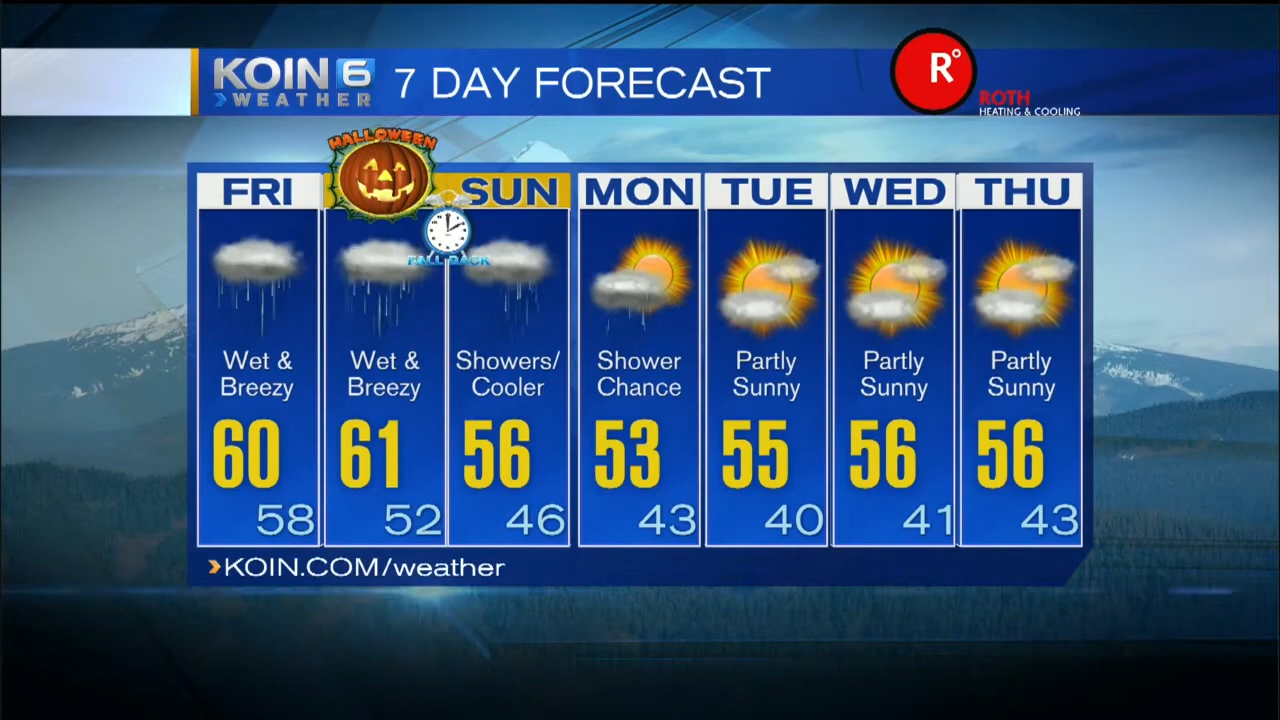 KOIN 6
WEATHER
7 DAY FORECAST
R°
ROTH
HEATING & COOLING
HALLOWEEN
FRI
SUN
MON
TUE
WED
THU
FALL BACK
Wet &
Breezy
Wet &
Breezy
Showers/
Cooler
Shower
Chance
Partly
Sunny
Partly
Sunny
Partly
Sunny
60
61
56
53
55
56
56
58
52
46
43
40
41
43
KOIN.COM/weather